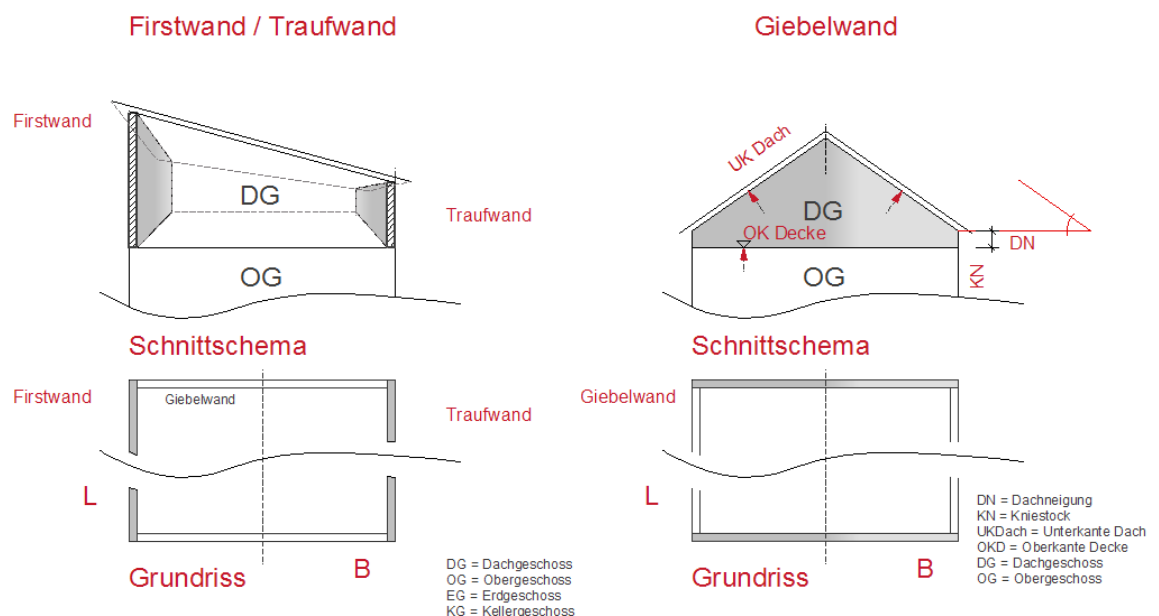 Firstwand / Traufwand
Giebelwand
Firstwand
DG
Traufwand
OG
UK Dach
DG
OK Decke
DN
KN
OG
Schnittschema
Schnittschema
Firstwand
Giebelwand
Traufwand
Giebelwand
L
L
B
Grundriss
DG = Dachgeschoss
OG = Obergeschoss
EG = Erdgeschoss
KG = Kellergeschoss
B
Grundriss
DN = Dachneigung
KN = Kniestock
UKDach = Unterkante Dach
OKD = Oberkante Decke
DG = Dachgeschoss
OG = Obergeschoss